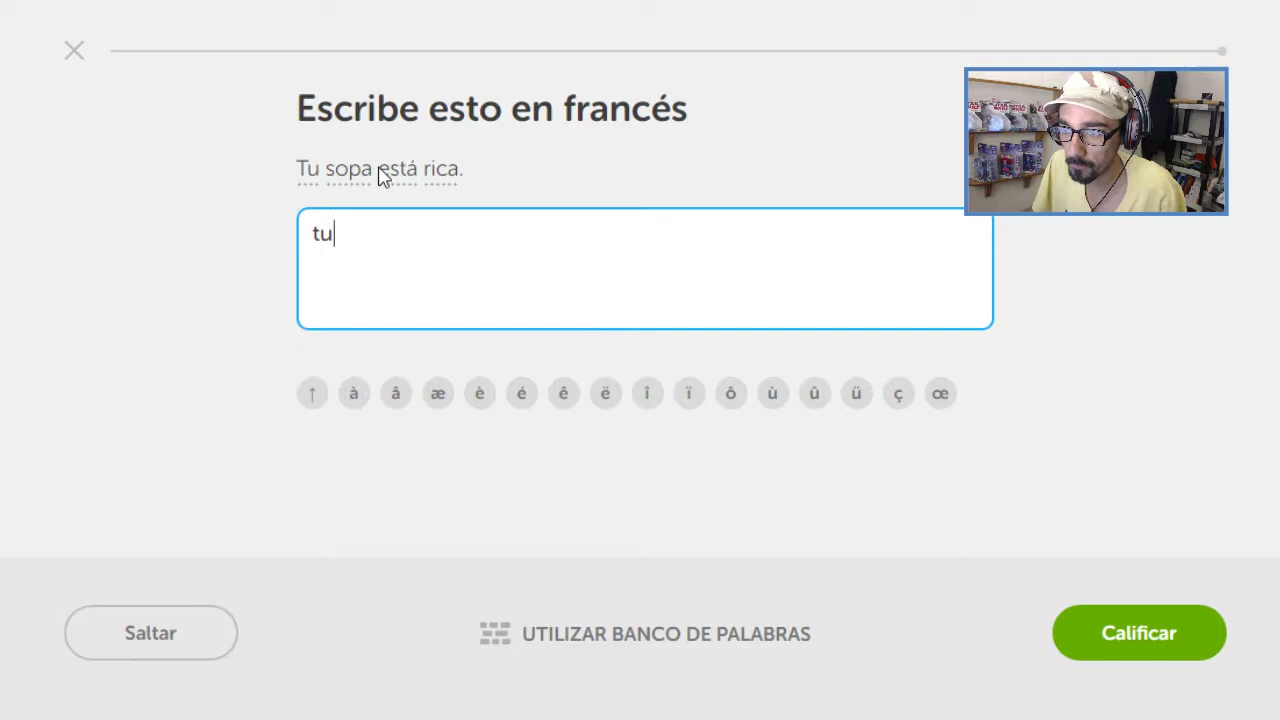 Escribe esto en francés
Tu sopa está rica.
tu
↑ à â æ è é ê ë î ï ô ù û ü ç œ
Saltar
UTILIZAR BANCO DE PALABRAS
Calificar